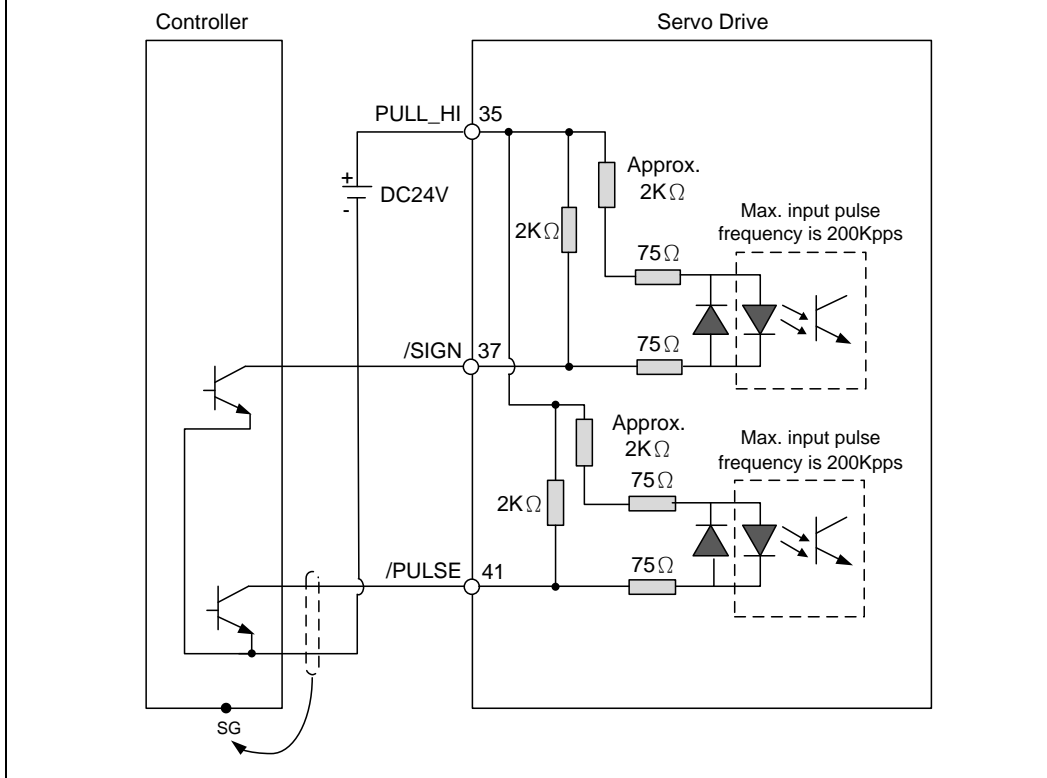 Controller
Servo Drive
PULL_HI
35
+
DC24V
-
2KΩ
Approx.
2KΩ
Max. input pulse
frequency is 200Kpps
75Ω
75Ω
/SIGN
37
Approx.
2KΩ
Max. input pulse
frequency is 200Kpps
75Ω
2KΩ
75Ω
/PULSE
41
SG